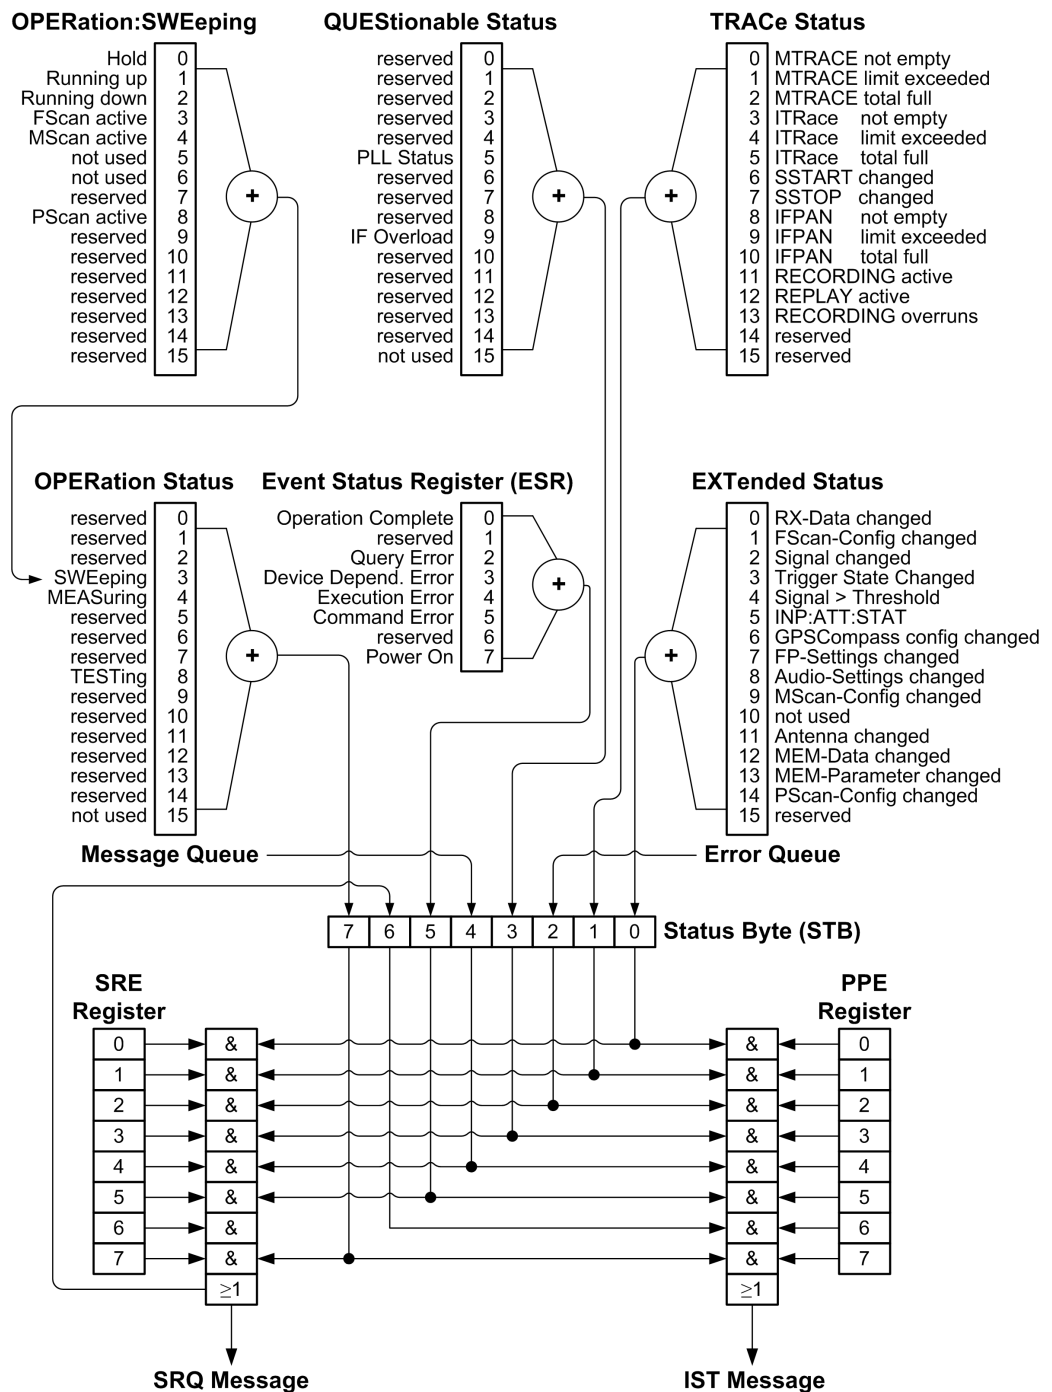 OPERation:SWEeping
Hold 0
Running up 1
Running down 2
FScan active 3
MScan active 4
not used 5
not used 6
reserved 7
PScan active 8
reserved 9
reserved 10
reserved 11
reserved 12
reserved 13
reserved 14
reserved 15
+
QUEStionable Status
reserved 0
reserved 1
reserved 2
reserved 3
reserved 4
PLL Status 5
reserved 6
reserved 7
reserved 8
IF Overload 9
reserved 10
reserved 11
reserved 12
reserved 13
reserved 14
not used 15
+
TRACe Status
0 MTRACE not empty
1 MTRACE limit exceeded
2 MTRACE total full
3 ITRace not empty
4 ITRace limit exceeded
5 ITRace total full
6 SSTART changed
7 SSTOP changed
8 IFPAN not empty
9 IFPAN limit exceeded
10 IFPAN total full
11 RECORDING active
12 REPLAY active
13 RECORDING overruns
14 reserved
15 reserved
+
OPERation Status
reserved 0
reserved 1
reserved 2
SWEeping 3
MEASuring 4
reserved 5
reserved 6
reserved 7
TESTing 8
reserved 9
reserved 10
reserved 11
reserved 12
reserved 13
reserved 14
not used 15
+
Event Status Register (ESR)
Operation Complete 0
reserved 1
Query Error 2
Device Depend. Error 3
Execution Error 4
Command Error 5
reserved 6
Power On 7
+
EXTended Status
0 RX-Data changed
1 FScan-Config changed
2 Signal changed
3 Trigger State Changed
4 Signal > Threshold
5 INP:ATT:STAT
6 GPSCompass config changed
7 FP-Settings changed
8 Audio-Settings changed
9 MScan-Config changed
10 not used
11 Antenna changed
12 MEM-Data changed
13 MEM-Parameter changed
14 PScan-Config changed
15 reserved
+
Message Queue
Error Queue
7 6 5 4 3 2 1 0 Status Byte (STB)
SRE
Register
PPE
Register
0 & & 0
1 & & 1
2 & & 2
3 & & 3
4 & & 4
5 & & 5
6 & & 6
7 & & 7
≥1 ≥1
SRQ Message
IST Message